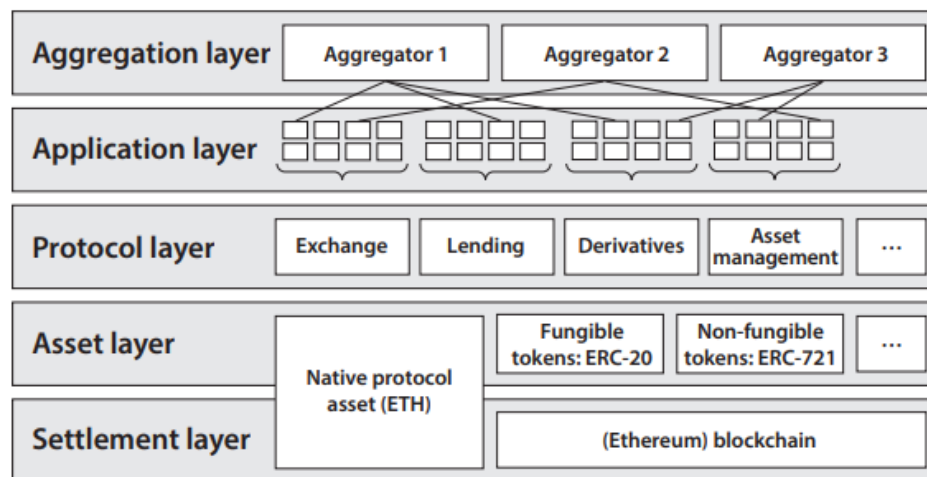 Aggregation layer
Aggregator 1
Aggregator 2
Aggregator 3
Application layer
Protocol layer
Exchange
Lending
Derivatives
Asset
management
...
Asset layer
Native protocol
asset (ETH)
Fungible
tokens: ERC-20
Non-fungible
tokens: ERC-721
...
Settlement layer
(Ethereum) blockchain